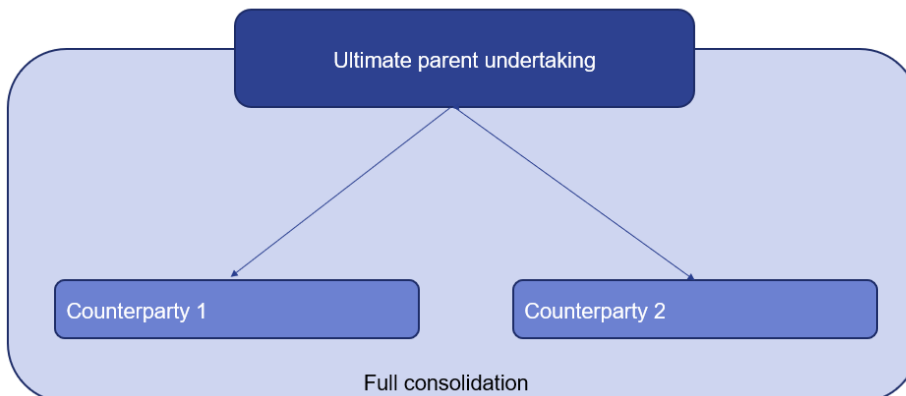 Ultimate parent undertaking
Counterparty 1
Counterparty 2
Full consolidation